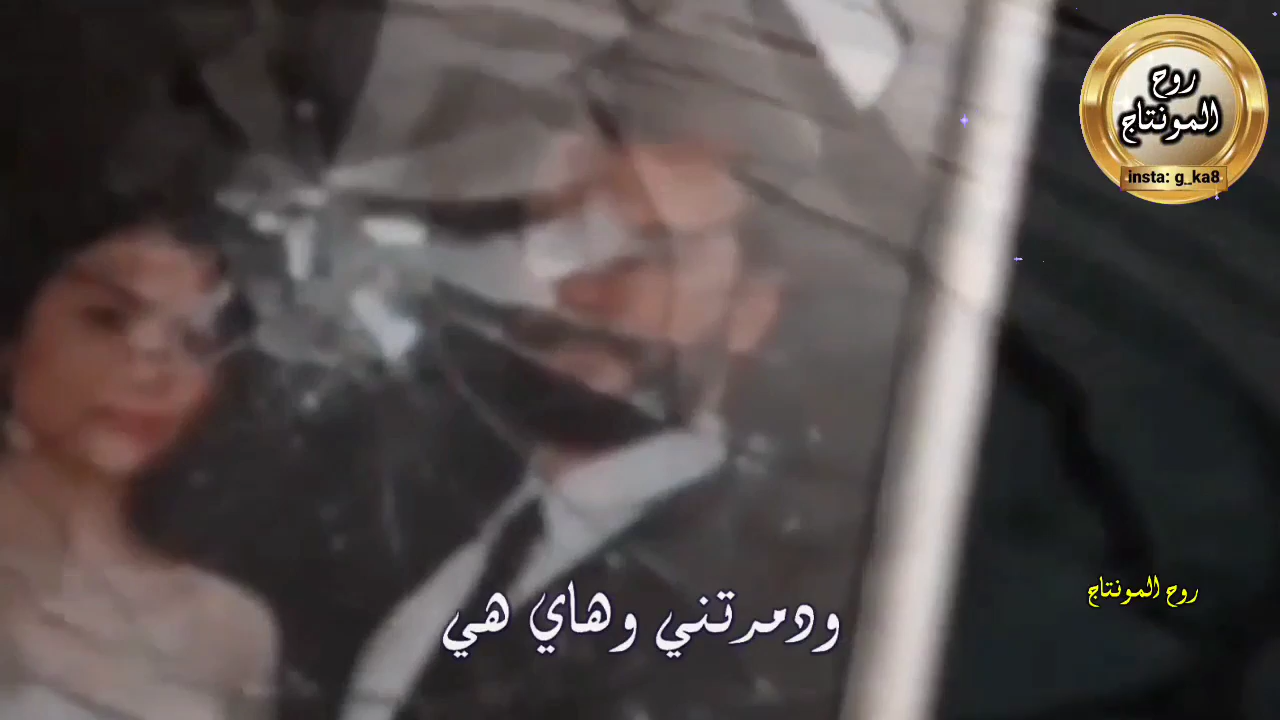 روح
المونتاج
insta: g_ka8
روح المونتاج
ودمرتني وهاي هي